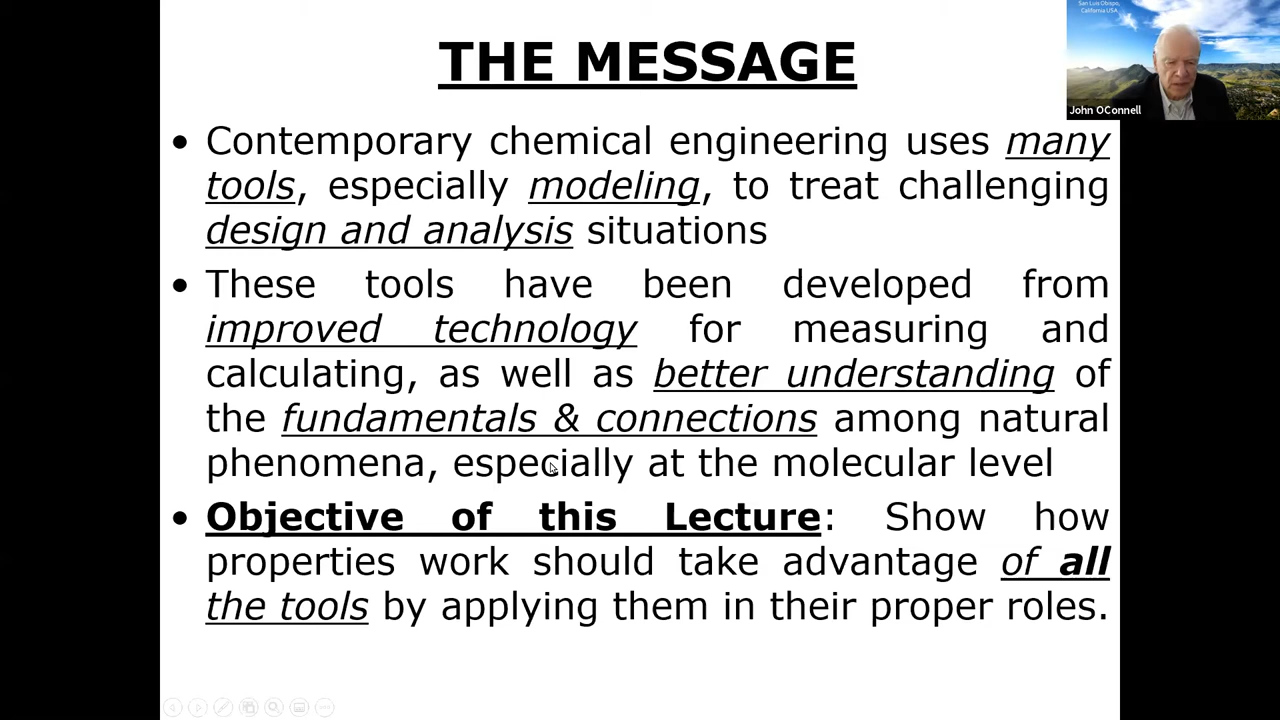 THE MESSAGE
San Luis Obispo,
California USA
John OConnell
• Contemporary chemical engineering uses many
tools, especially modeling, to treat challenging
design and analysis situations
• These tools have been developed from
improved technology for measuring and
calculating, as well as better understanding of
the fundamentals & connections among natural
phenomena, especially at the molecular level
• Objective of this Lecture: Show how
properties work should take advantage of all
the tools by applying them in their proper roles.